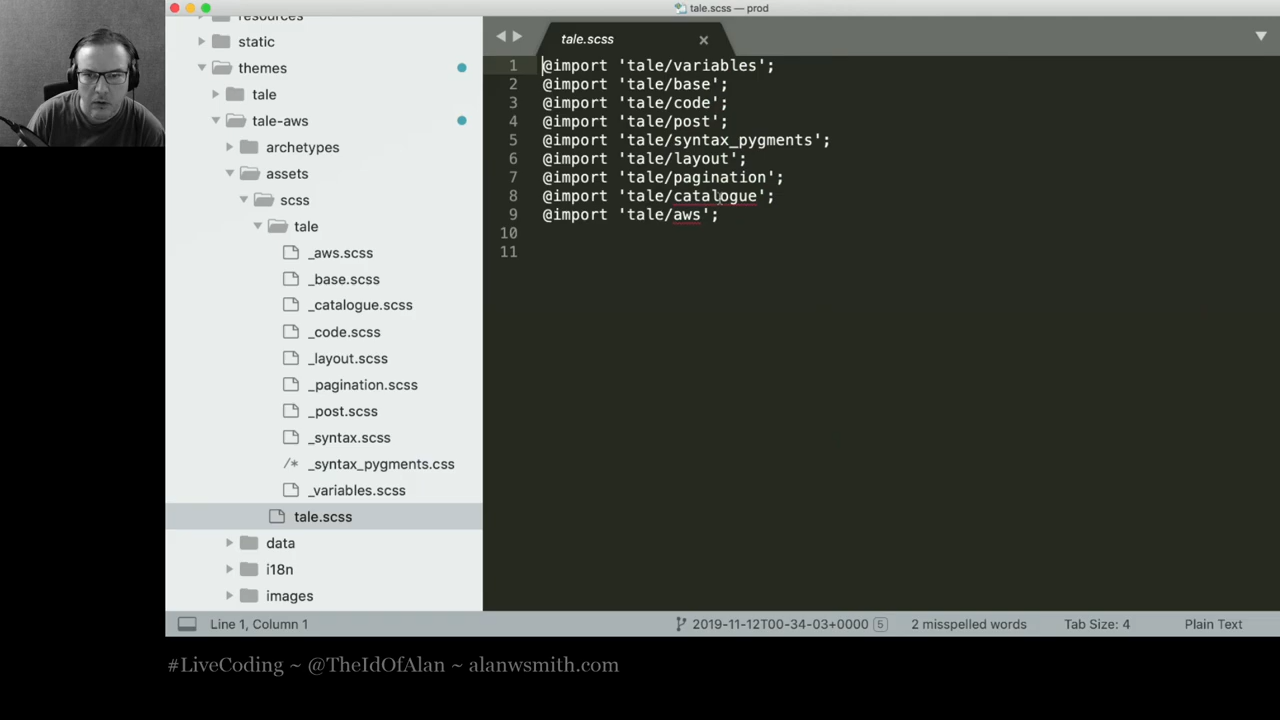 tale.scss — prod
resources
static
themes
tale
tale-aws
archetypes
assets
scss
tale
_aws.scss
_base.scss
_catalogue.scss
_code.scss
_layout.scss
_pagination.scss
_post.scss
_syntax.scss
/* _syntax_pygments.css
_variables.scss
tale.scss
data
i18n
images
tale.scss
1 @import 'tale/variables';
2 @import 'tale/base';
3 @import 'tale/code';
4 @import 'tale/post';
5 @import 'tale/syntax_pygments';
6 @import 'tale/layout';
7 @import 'tale/pagination';
8 @import 'tale/catalogue';
9 @import 'tale/aws';
10
11
Line 1, Column 1 2019-11-12T00-34-03+0000 5 2 misspelled words Tab Size: 4 Plain Text
#LiveCoding ~ @TheIdOfAlan ~ alanwsmith.com